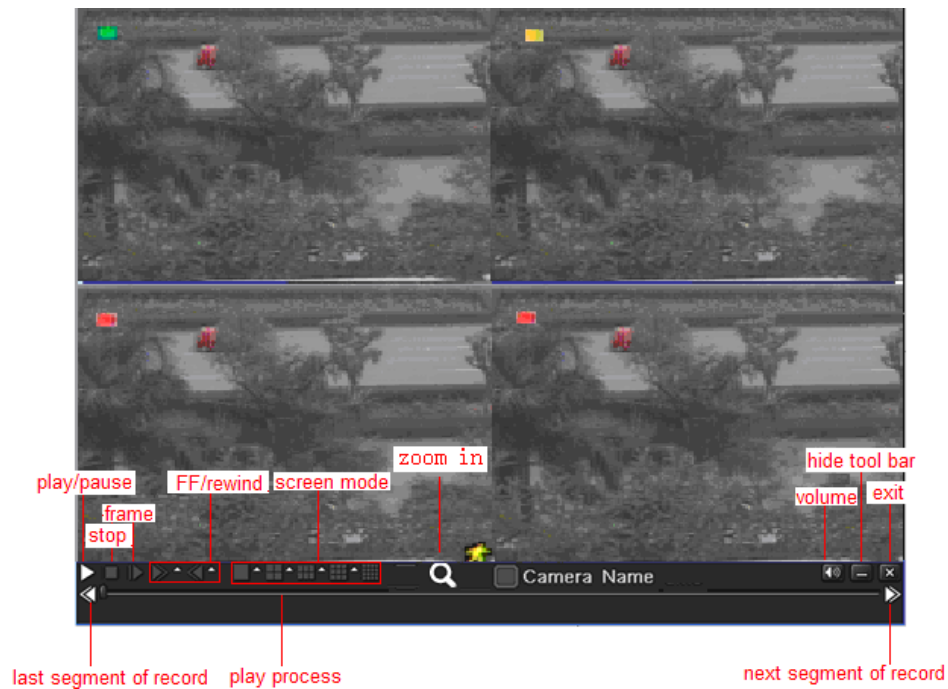 zoom in
hide tool bar
play/pause
FF/rewind
screen mode
volume
exit
frame
stop
Camera Name
last segment of record
play process
next segment of record